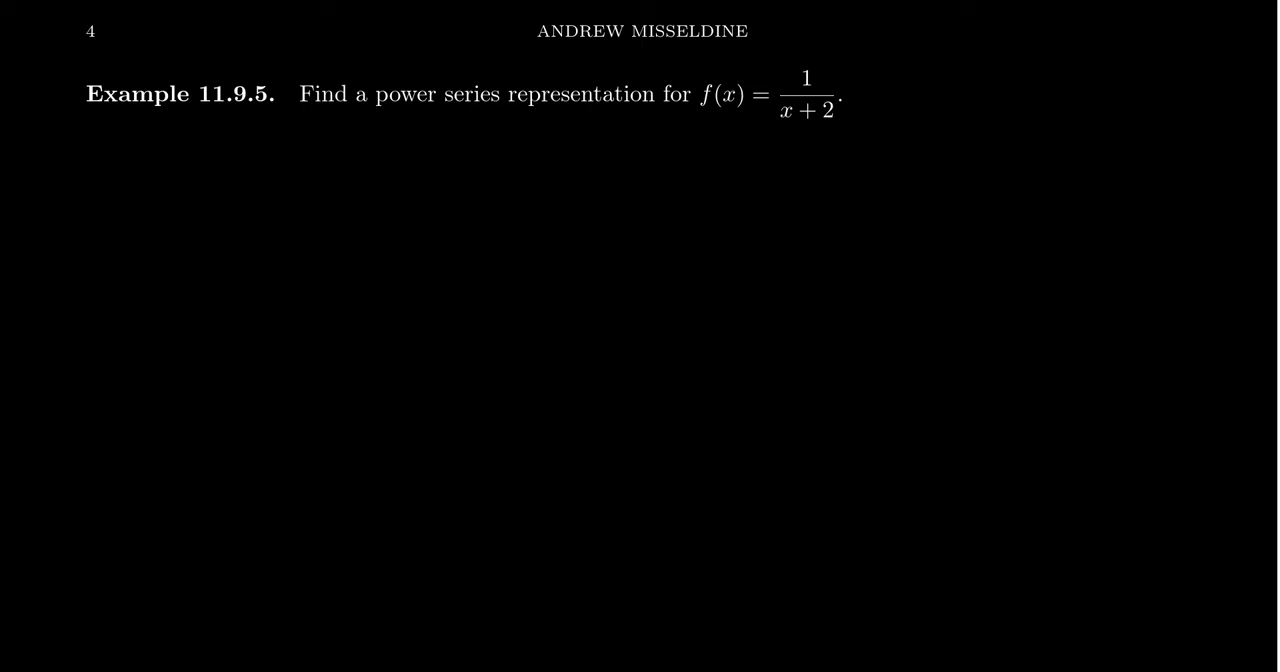 4 ANDREW MISSELDINE
Example 11.9.5. Find a power series representation for f(x) = 1/(x + 2).